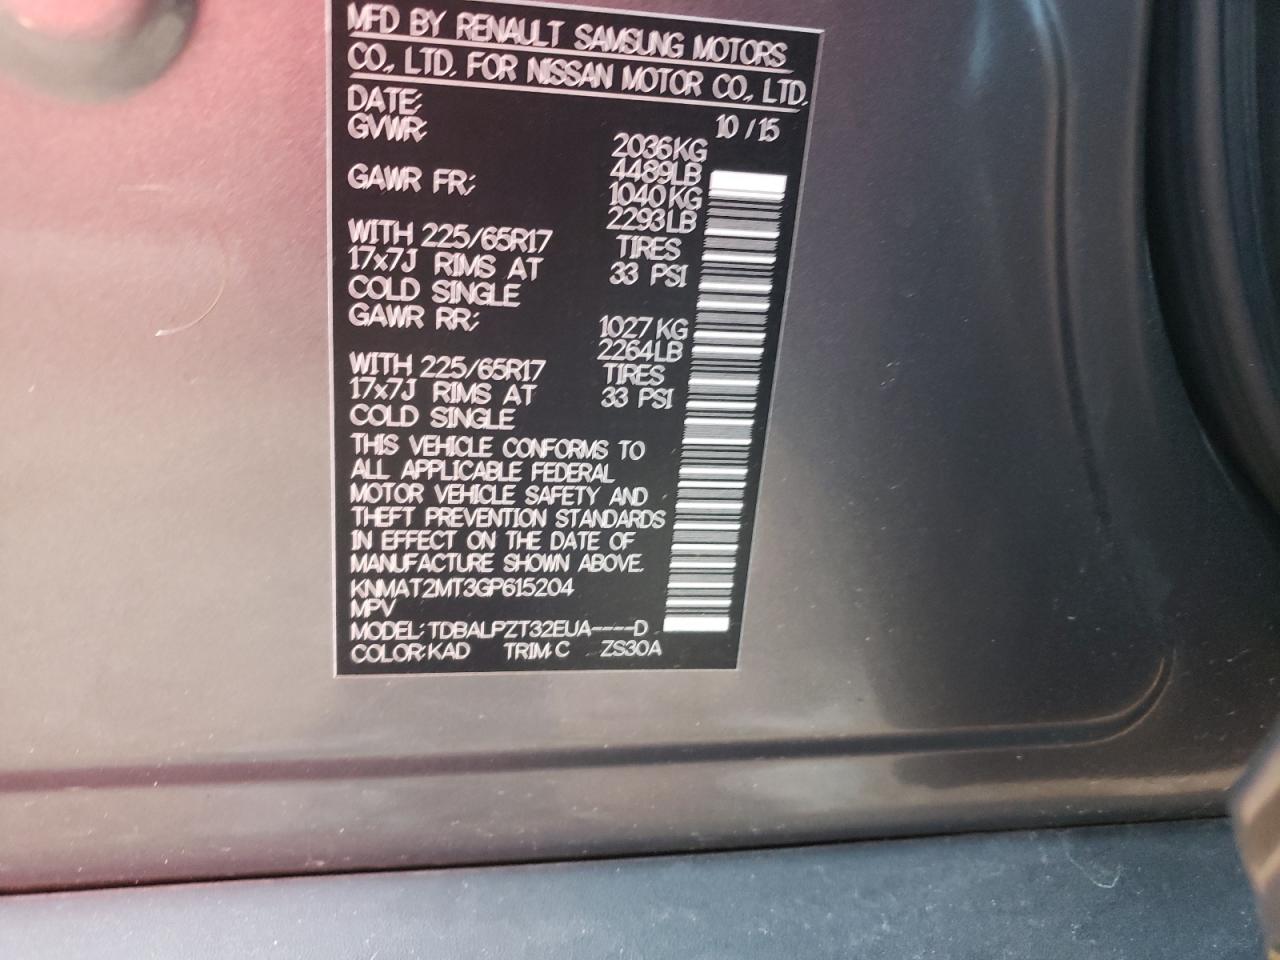 MFD BY RENAULT SAMSUNG MOTORS
CO., LTD. FOR NISSAN MOTOR CO., LTD.
DATE: 10 / 15
GVWR: 2036KG
4489LB
GAWR FR: 1040KG
2293LB
WITH 225/65R17 TIRES
17x7J RIMS AT 33 PSI
COLD SINGLE
GAWR RR: 1027KG
2264LB
WITH 225/65R17 TIRES
17x7J RIMS AT 33 PSI
COLD SINGLE
THIS VEHICLE CONFORMS TO
ALL APPLICABLE FEDERAL
MOTOR VEHICLE SAFETY AND
THEFT PREVENTION STANDARDS
IN EFFECT ON THE DATE OF
MANUFACTURE SHOWN ABOVE.
KNMAT2MT3GP615204
MPV
MODEL: TDBALPZT32EUA----D
COLOR:KAD TRIM:C ZS30A